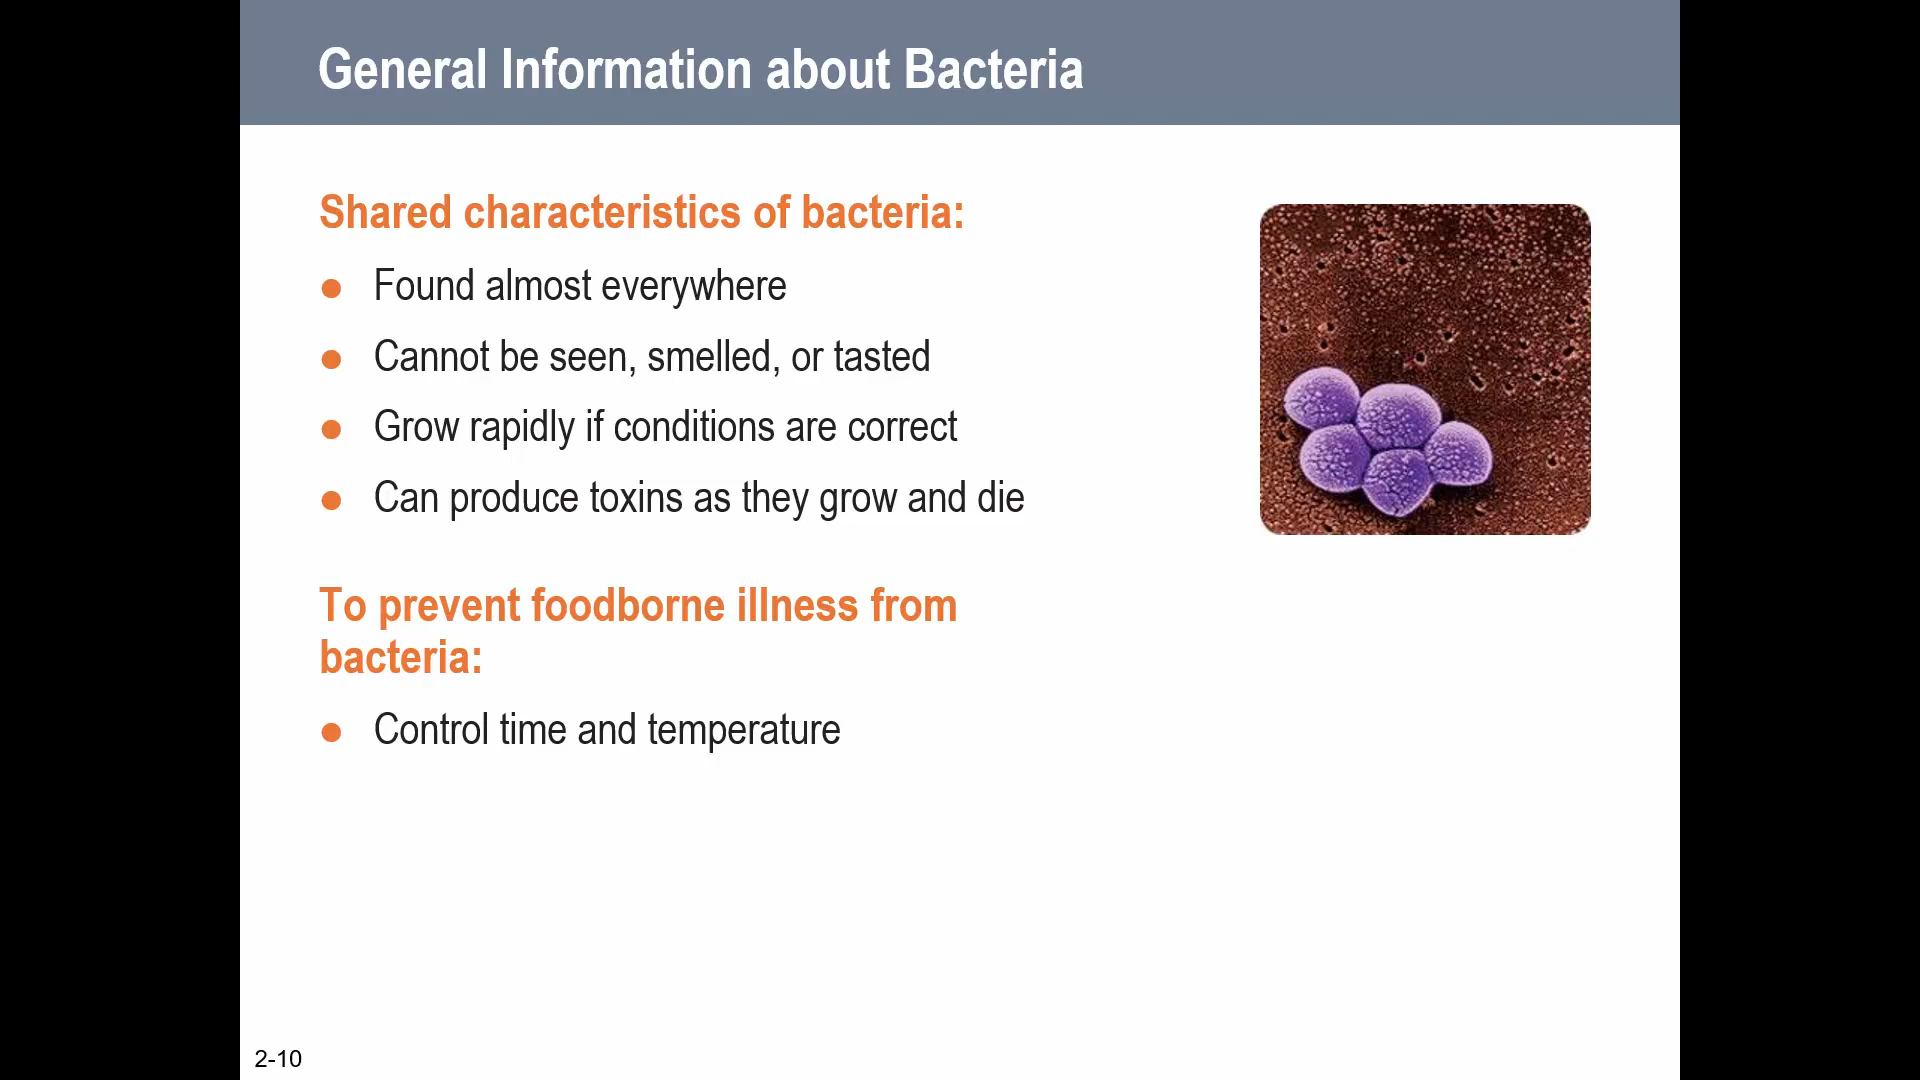 General Information about Bacteria
Shared characteristics of bacteria:
● Found almost everywhere
● Cannot be seen, smelled, or tasted
● Grow rapidly if conditions are correct
● Can produce toxins as they grow and die
To prevent foodborne illness from
bacteria:
● Control time and temperature
2-10